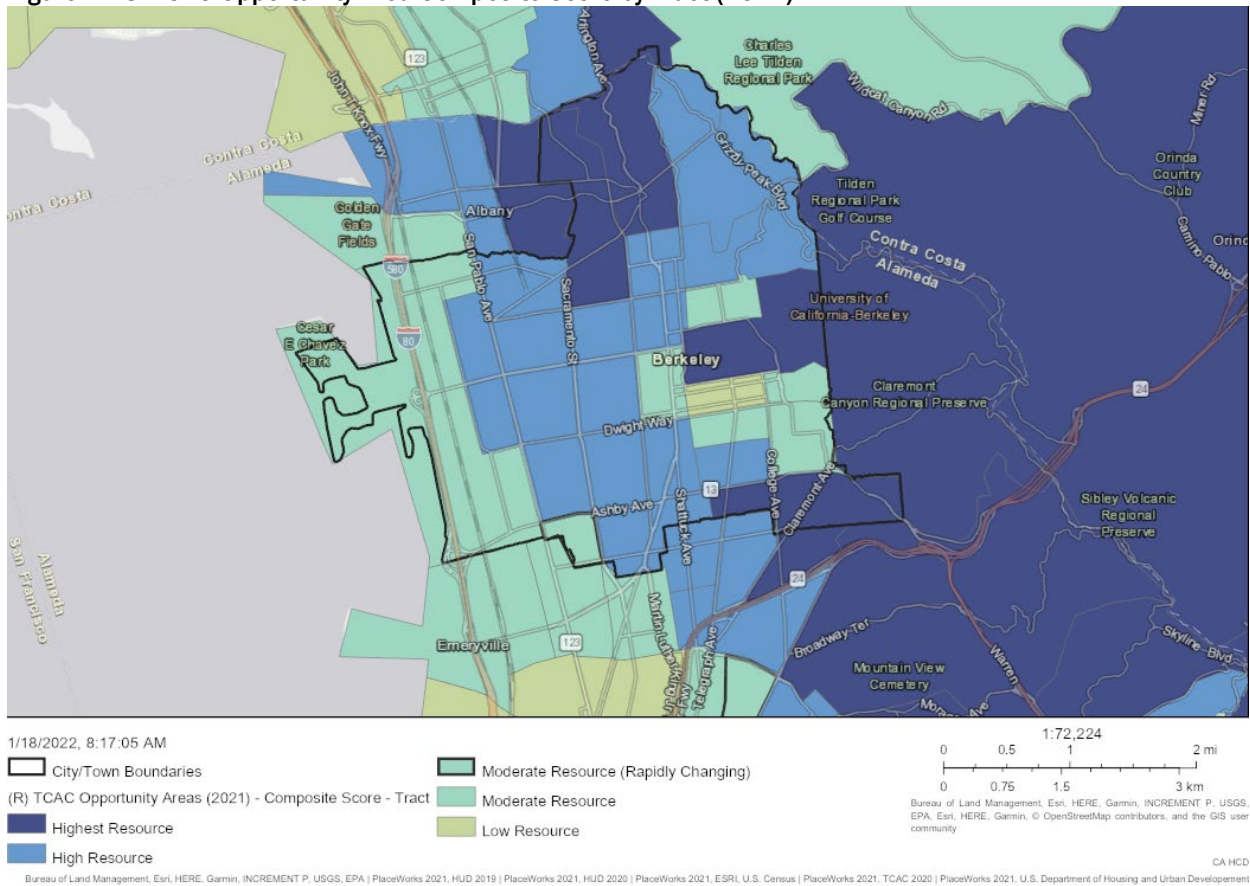 Opportunity
by
123
Arlington Ave
Charles
Lee Tilden
Regional Park
Wildcat Canyon Rd
Miner Rd
John T Knox Fwy
Contra Costa
Alameda
Contra Costa
Grizzly Peak Blvd
Orinda
Country
Club
Camino Pablo
Tilden
Regional Park
Golf Course
Golden
Gate
Fields
Albany
San Pablo Ave
Contra Costa
Alameda
580
Sacramento St
University of
California-Berkeley
80
Cesar
E Chavez
Park
Berkeley
Claremont
Canyon Regional Preserve
24
Dwight Way
College Ave
Claremont Ave
13
Ashby Ave
Shattuck Ave
Sibley Volcanic
Regional
Preserve
Alameda
San Francisco
24
Emeryville
123
Martin Luther King Jr
Fwy
Telegraph Ave
Broadway Ter
Warren
Skyline Blvd
Mountain View
Cemetery
Ave
1/18/2022, 8:17:05 AM
City/Town Boundaries
(R) TCAC Opportunity Areas (2021) - Composite Score - Tract
Highest Resource
High Resource
Moderate Resource (Rapidly Changing)
Moderate Resource
Low Resource
1:72,224
0 0.5 1 2 mi
0 0.75 1.5 3 km
Bureau of Land Management, Esri, HERE, Garmin, INCREMENT P, USGS,
EPA, Esri, HERE, Garmin, © OpenStreetMap contributors, and the GIS user
community
CA HCD
Bureau of Land Management, Esri, HERE, Garmin, INCREMENT P, USGS, EPA | PlaceWorks 2021, HUD 2019 | PlaceWorks 2021, HUD 2020 | PlaceWorks 2021, ESRI, U.S. Census | PlaceWorks 2021, TCAC 2020 | PlaceWorks 2021, U.S. Department of Housing and Urban Development